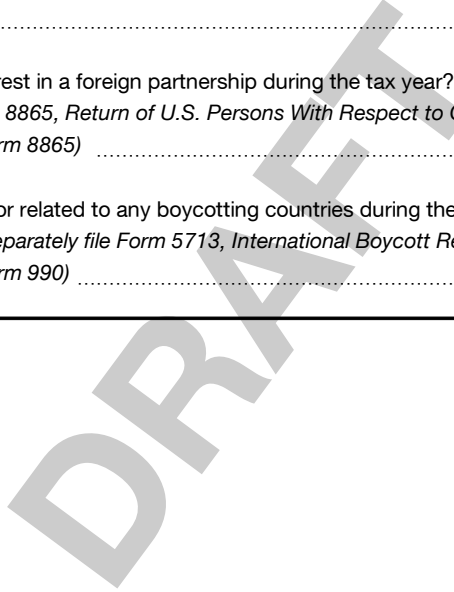 rest in a foreign partnership during the tax year?
8865, Return of U.S. Persons With Respect to
rm 8865)
or related to any boycotting countries during the
eparately file Form 5713, International Boycott Re
rm 990)
DRAFT